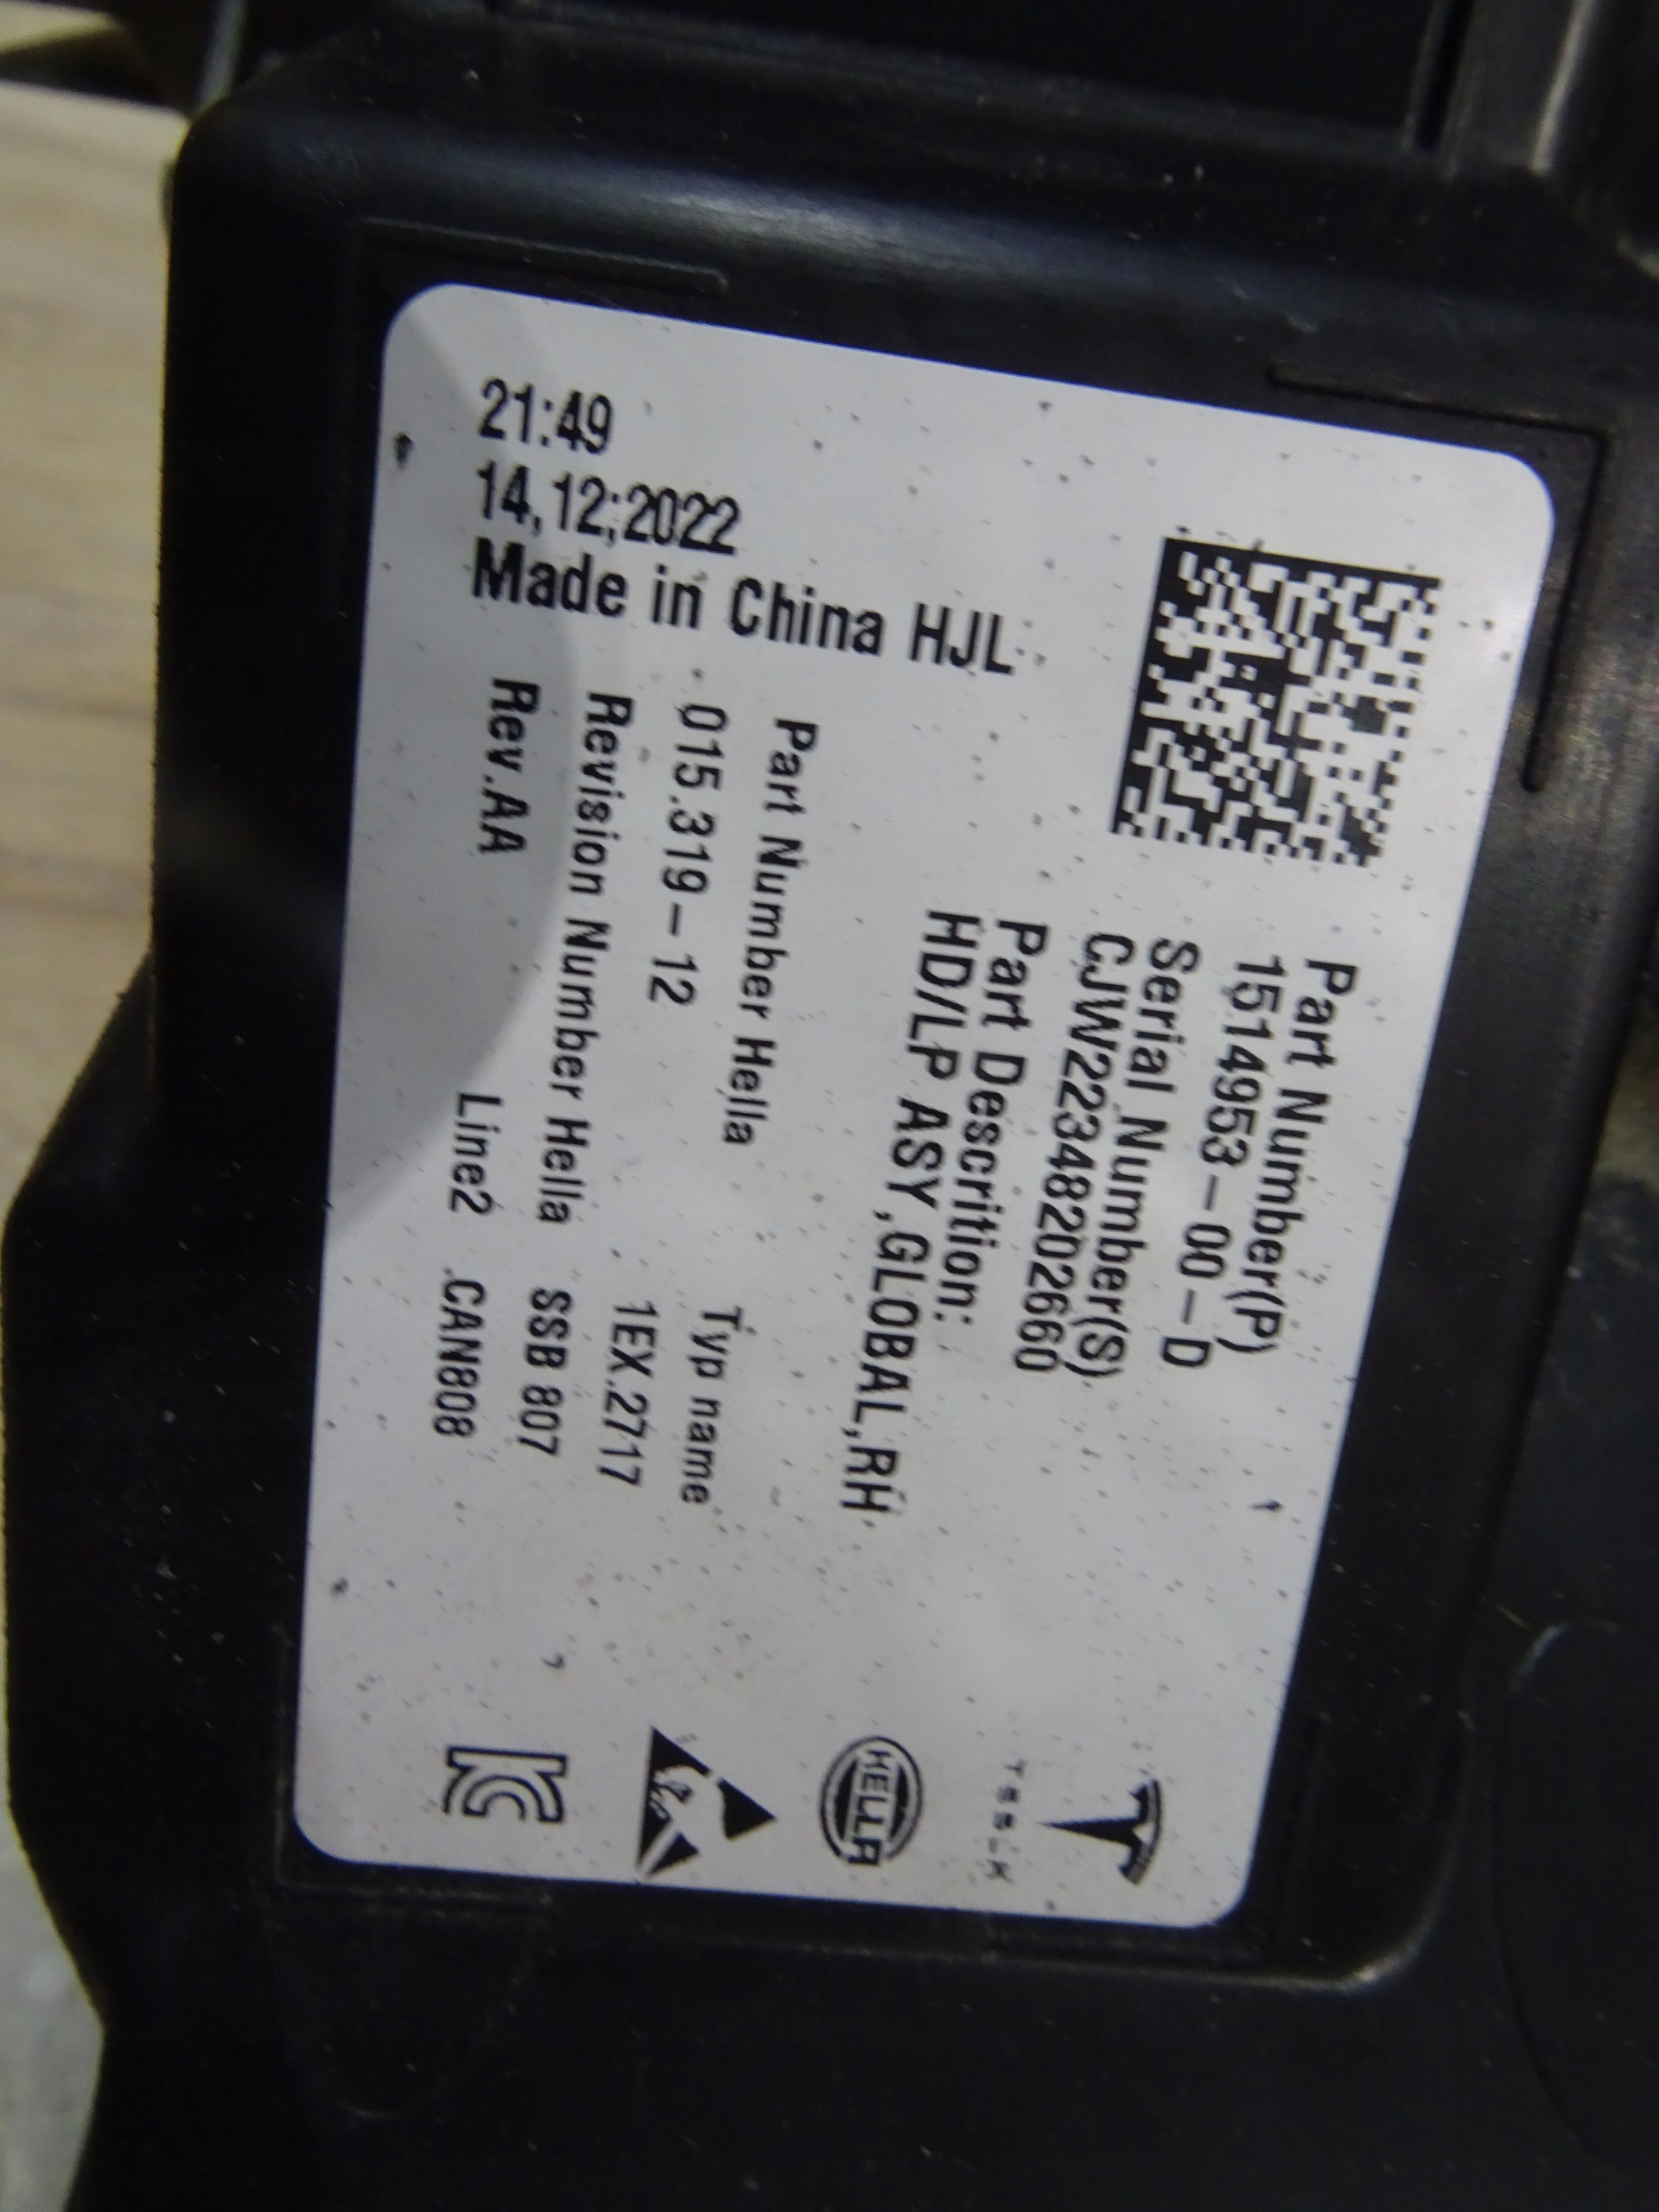 Part Number(P)
1514953-00-D
Serial Number(S)
CJW22348202660
Part Descrition:
HD/LP ASY,GLOBAL,RH
Part Number Hella
015.319-12
Revision Number Hella
Rev.AA
Line2
Typ name
1EX.2717
SSB 807
CAN808
21:49
14,12;2022
Made in China HJL
TESLA
HELLA